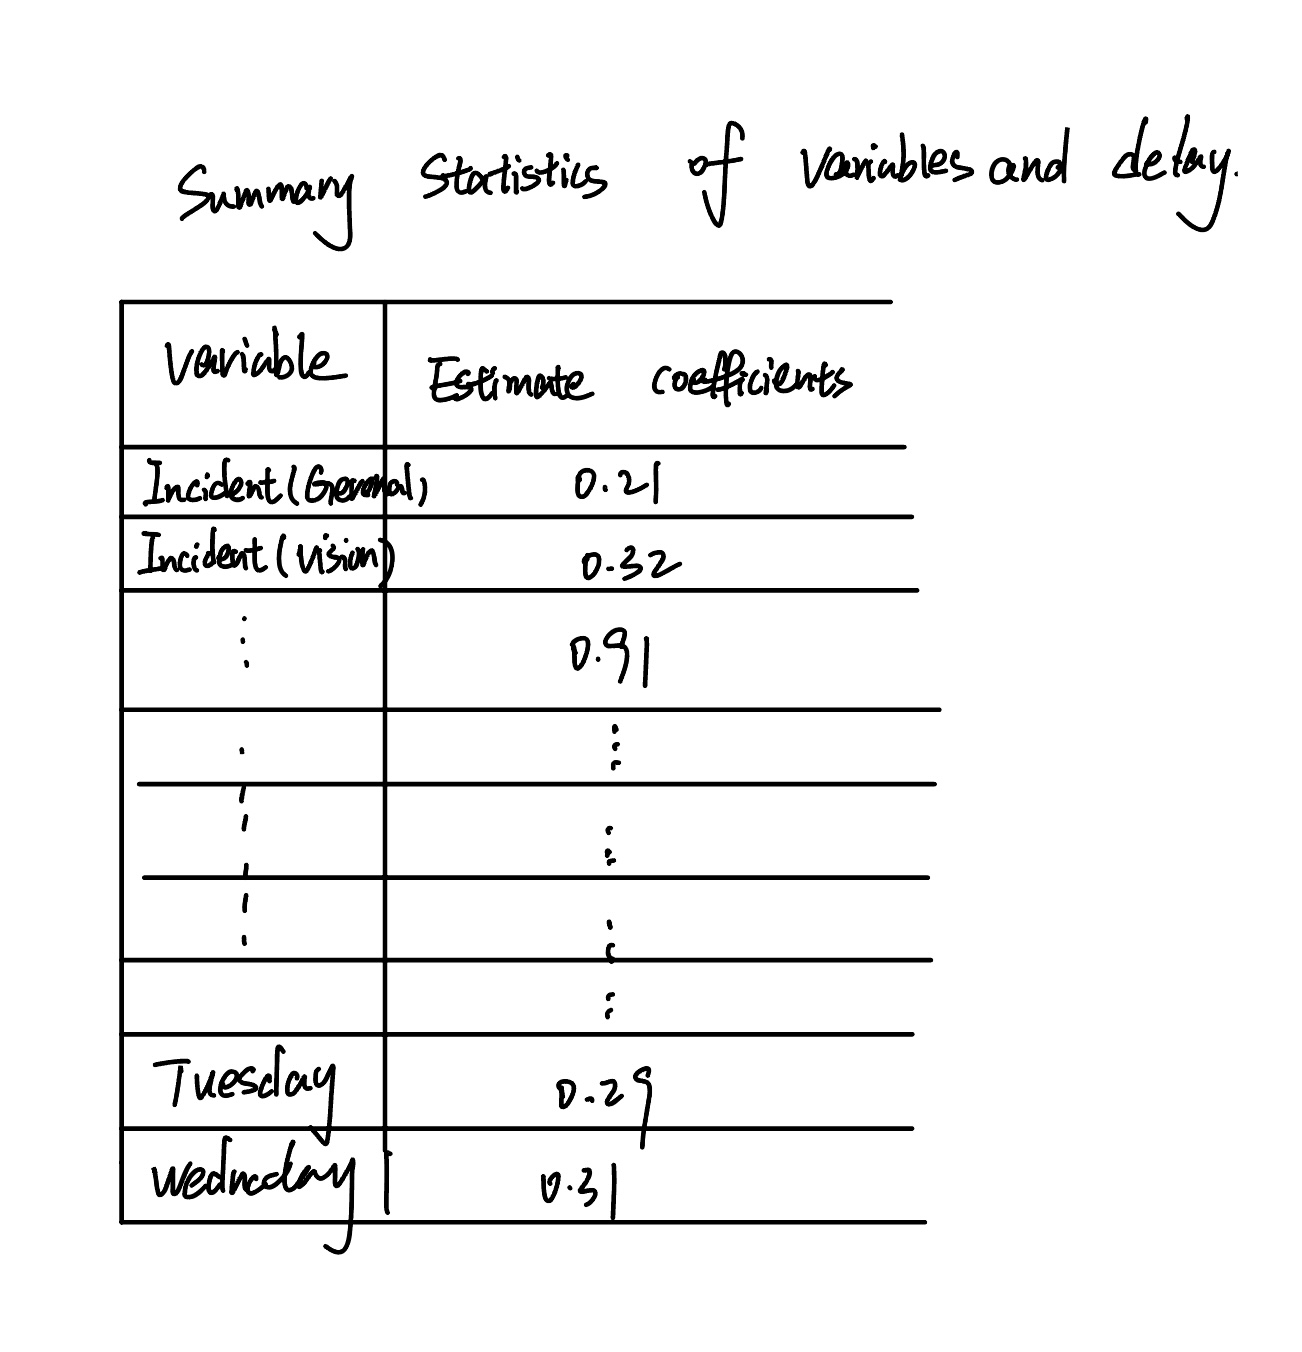 Summary Statistics of variables and delay.
Variable Estimate coefficients
Incident (General) 0.21
Incident (Vision) 0.32
⋮ 0.91
Tuesday 0.29
Wednesday 0.31